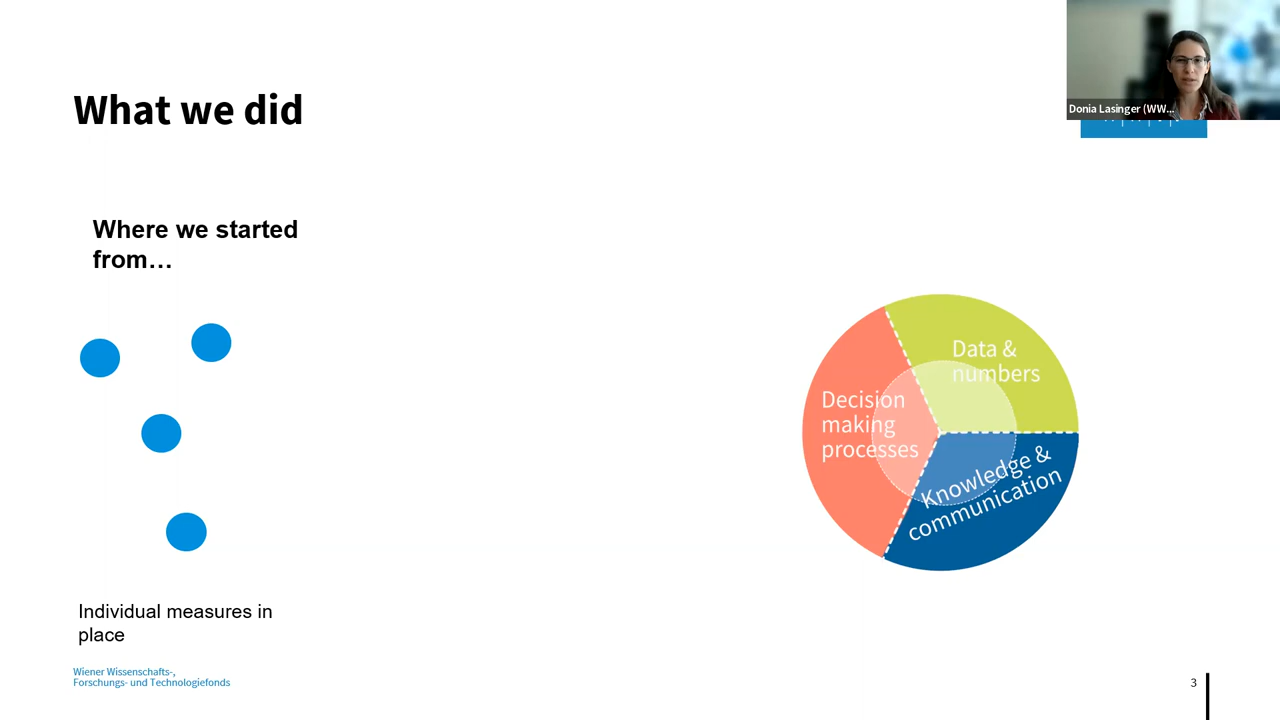 What we did
Donia Lasinger (WW...
Where we started
from…
Data &
numbers
Decision
making
processes
Knowledge &
communication
Individual measures in
place
Wiener Wissenschafts-,
Forschungs- und Technologiefonds
3